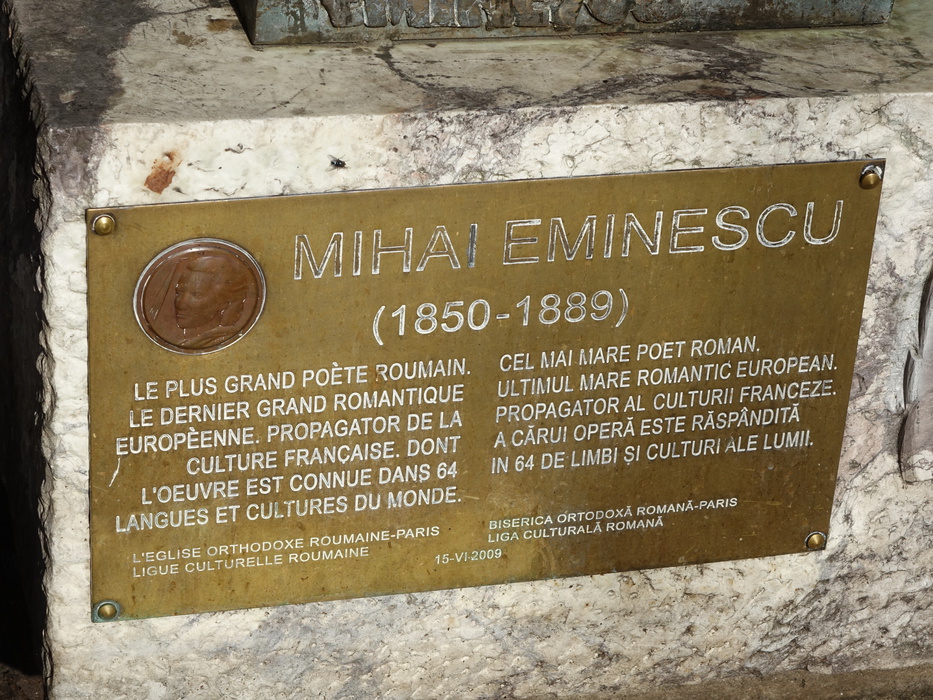 MIHAI EMINESCU
(1850-1889)
LE PLUS GRAND POÈTE ROUMAIN.
LE DERNIER GRAND ROMANTIQUE
EUROPÈENNE. PROPAGATOR DE LA
CULTURE FRANÇAISE. DONT
L'OEUVRE EST CONNUE DANS 64
LANGUES ET CULTURES DU MONDE.
CEL MAI MARE POET ROMAN.
ULTIMUL MARE ROMANTIC EUROPEAN.
PROPAGATOR AL CULTURII FRANCEZE.
A CĂRUI OPERĂ ESTE RĂSPÂNDITĂ
IN 64 DE LIMBI ȘI CULTURI ALE LUMII.
L'EGLISE ORTHODOXE ROUMAINE-PARIS
LIGUE CULTURELLE ROUMAINE
15-VI-2009
BISERICA ORTODOXĂ ROMANĂ-PARIS
LIGA CULTURALĂ ROMANĂ